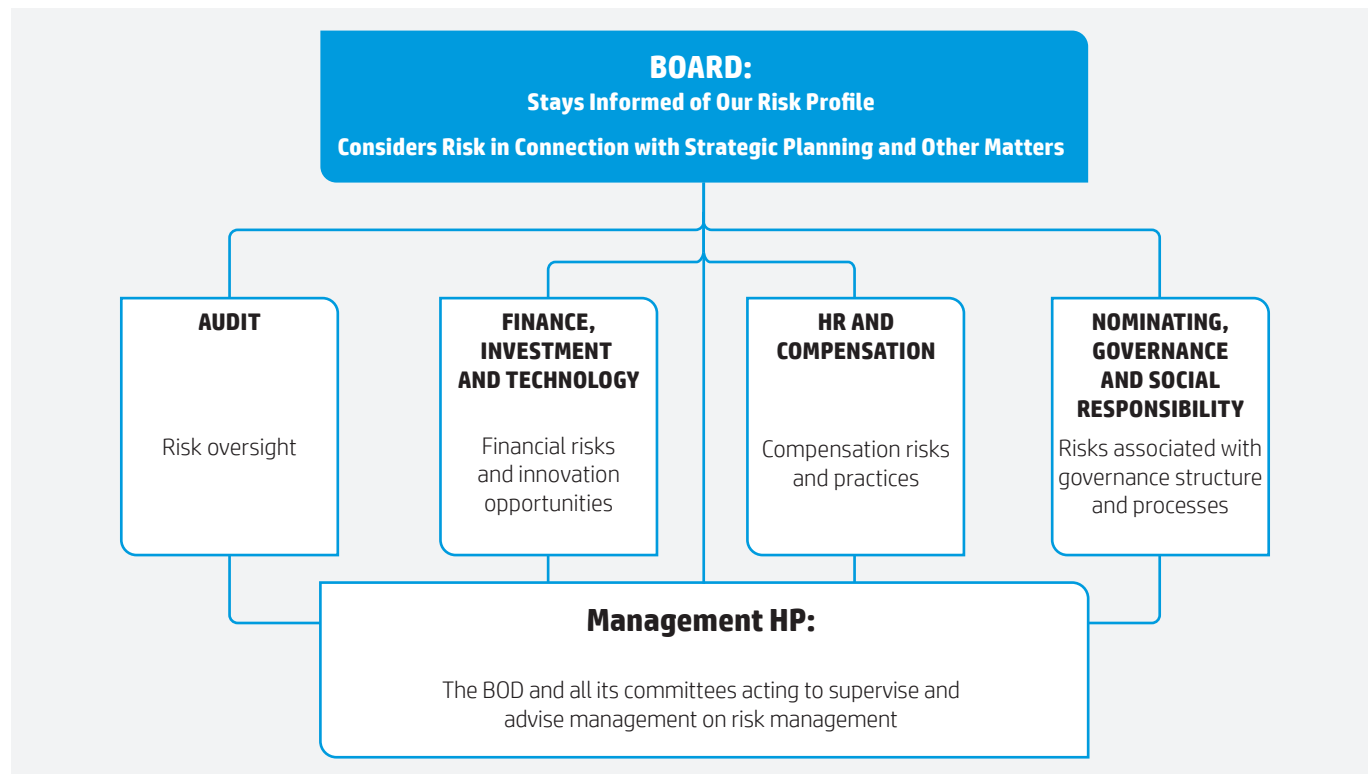 BOARD:
Stays Informed of Our Risk Profile
Considers Risk in Connection with Strategic Planning and Other Matters
AUDIT
Risk oversight
FINANCE,
INVESTMENT
AND TECHNOLOGY
Financial risks
and innovation
opportunities
HR AND
COMPENSATION
Compensation risks
and practices
NOMINATING,
GOVERNANCE
AND SOCIAL
RESPONSIBILITY
Risks associated with
governance structure
and processes
Management HP:
The BOD and all its committees acting to supervise and
advise management on risk management